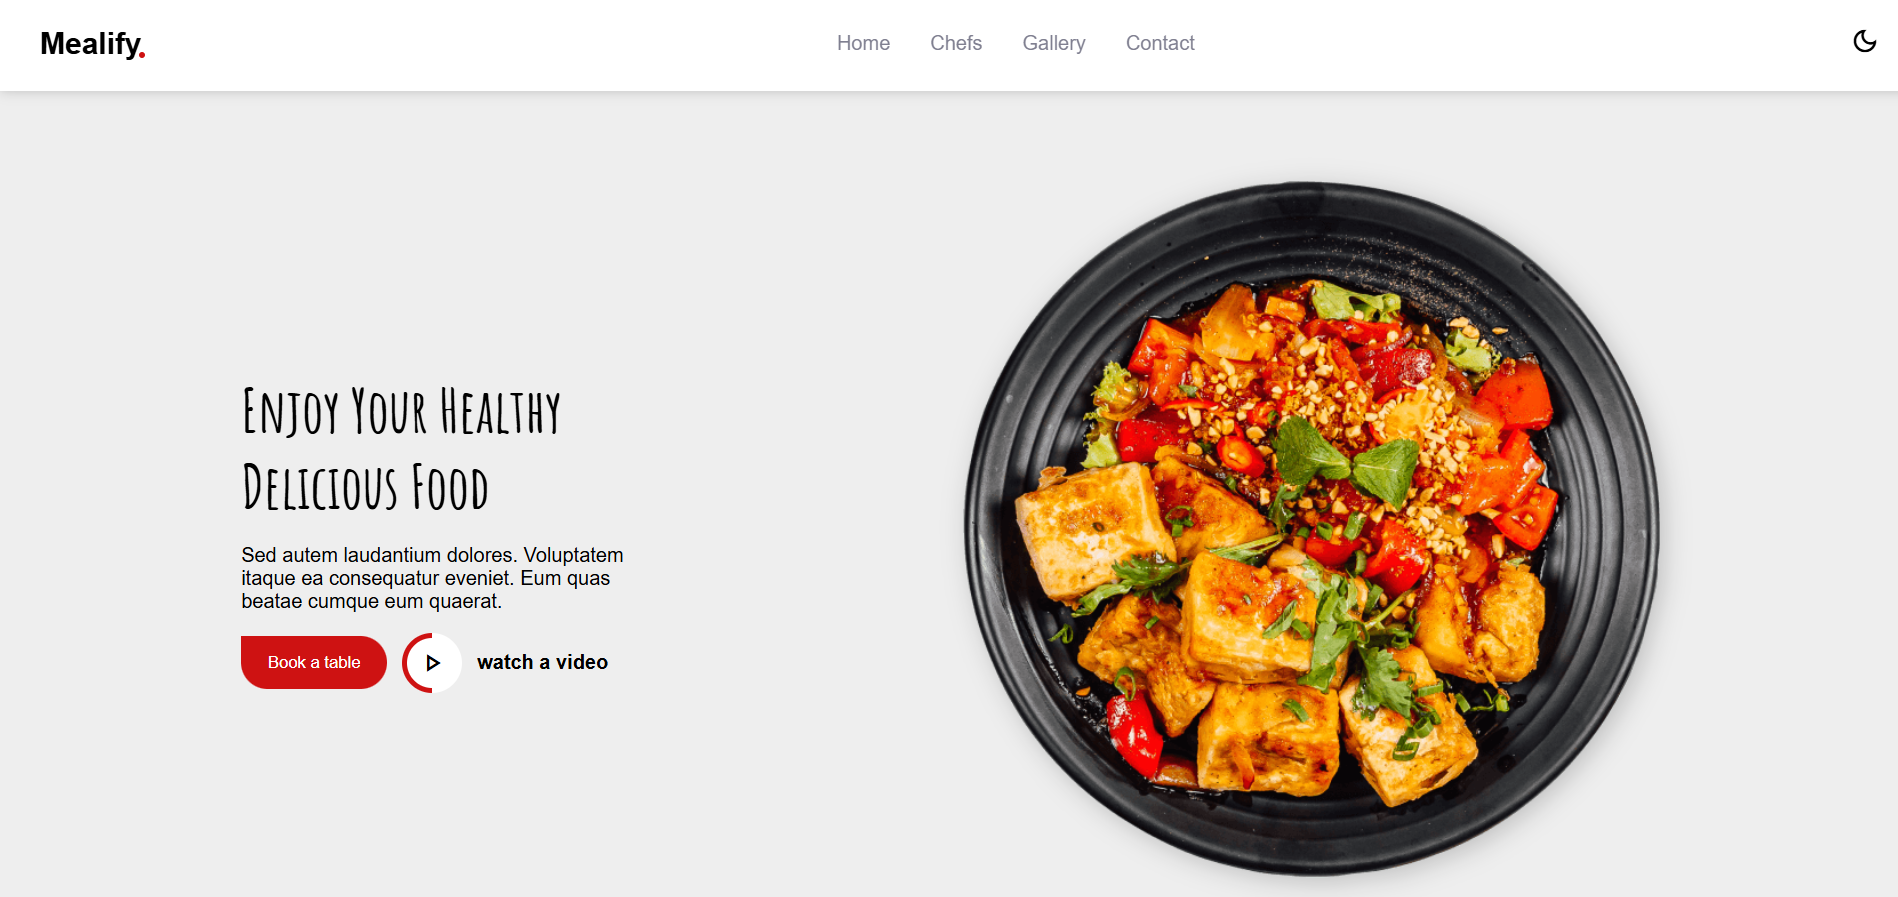 Mealify.
Home Chefs Gallery Contact
Enjoy Your Healthy
Delicious Food
Sed autem laudantium dolores. Voluptatem
itaque ea consequatur eveniet. Eum quas
beatae cumque eum quaerat.
Book a table
watch a video